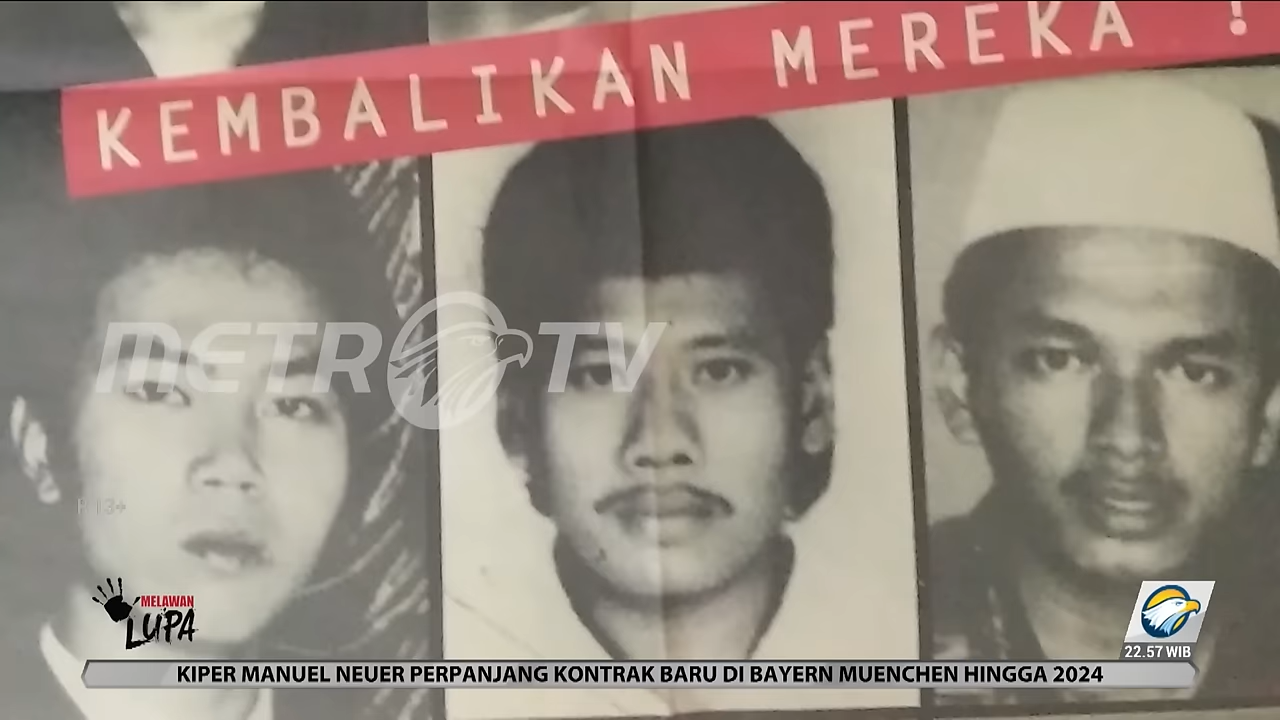 KEMBALIKAN MEREKA !
METRO TV
R 13+
MELAWAN
LUPA
22.57 WIB
KIPER MANUEL NEUER PERPANJANG KONTRAK BARU DI BAYERN MUENCHEN HINGGA 2024